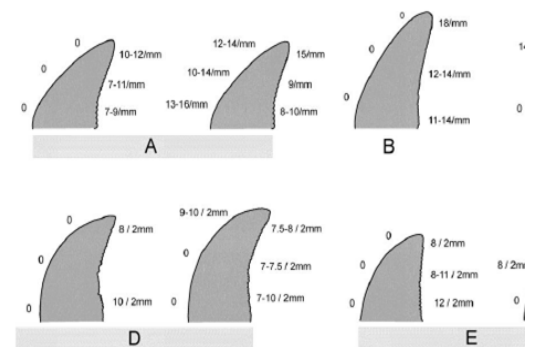 0
10-12/mm
0
7-11/mm
0
7-9/mm
12-14/mm
15/mm
10-14/mm
9/mm
13-16/mm
8-10/mm
A
0
18/mm
0
12-14/mm
0
11-14/mm
B
0
0
8 / 2mm
0
0
10 / 2mm
9-10 / 2mm
7.5-8 / 2mm
0
7-7.5 / 2mm
0
7-10 / 2mm
D
0
8 / 2mm
0
8-11 / 2mm
0
12 / 2mm
E
0